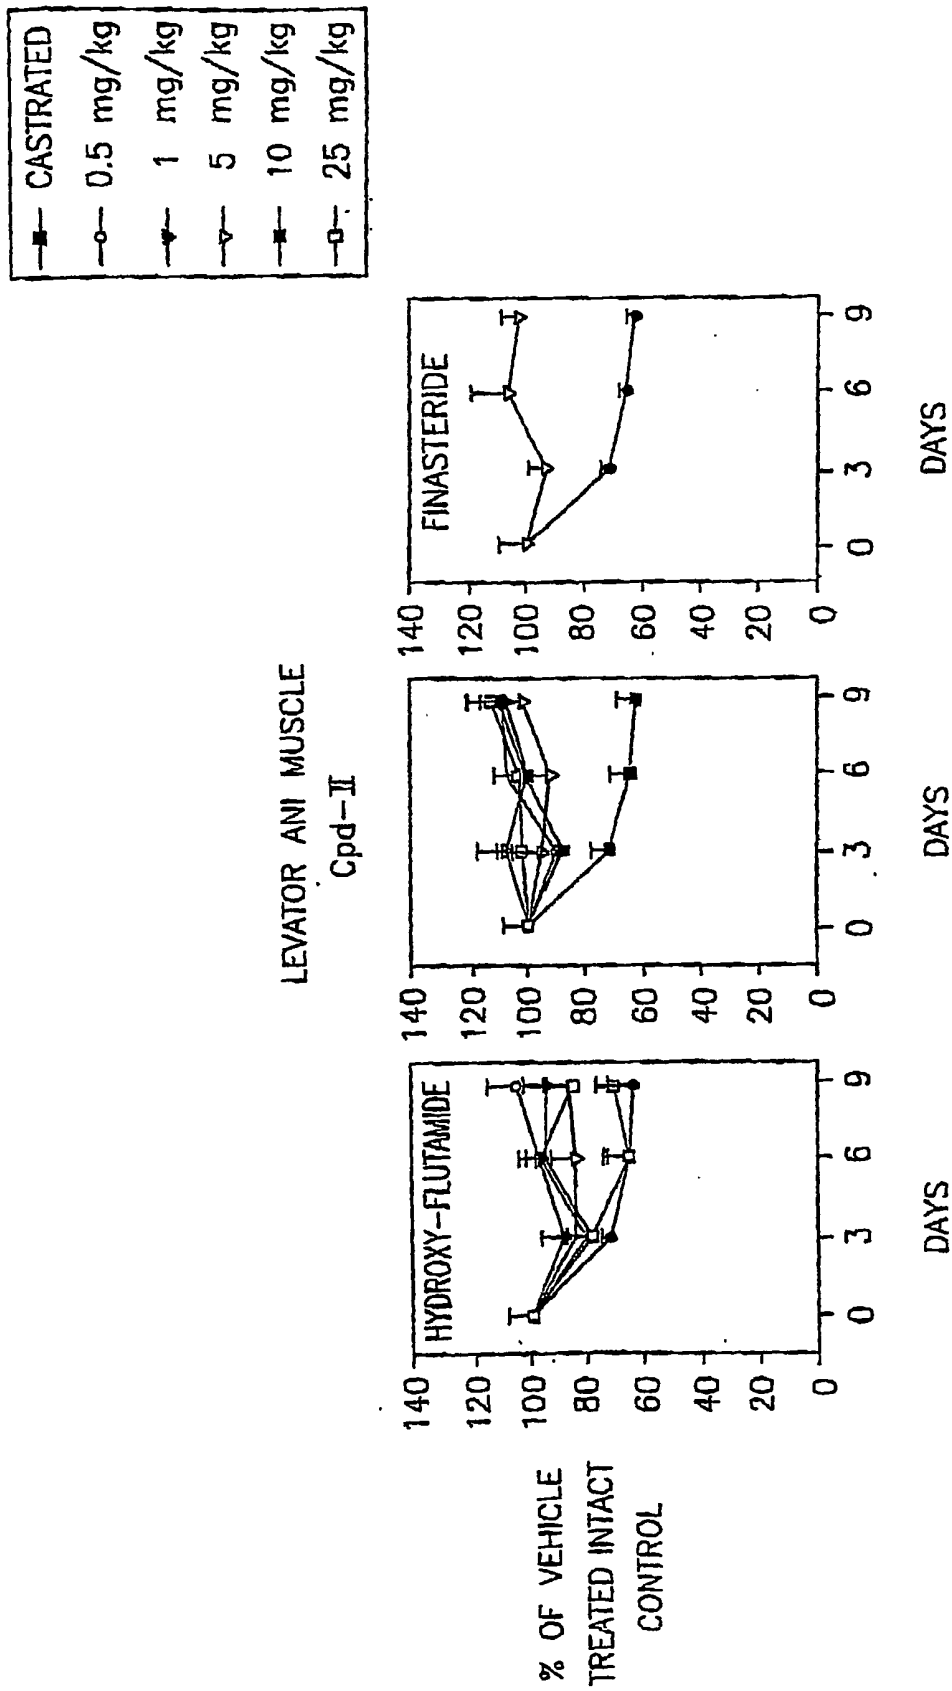 LEVATOR ANI MUSCLE
Cpd-II
% OF VEHICLE
TREATED INTACT
CONTROL
HYDROXY-FLUTAMIDE
140
120
100
80
60
40
20
0
0 3 6 9
DAYS
140
120
100
80
60
40
20
0
0 3 6 9
DAYS
FINASTERIDE
140
120
100
80
60
40
20
0
0 3 6 9
DAYS
CASTRATED
0.5 mg/kg
1 mg/kg
5 mg/kg
10 mg/kg
25 mg/kg